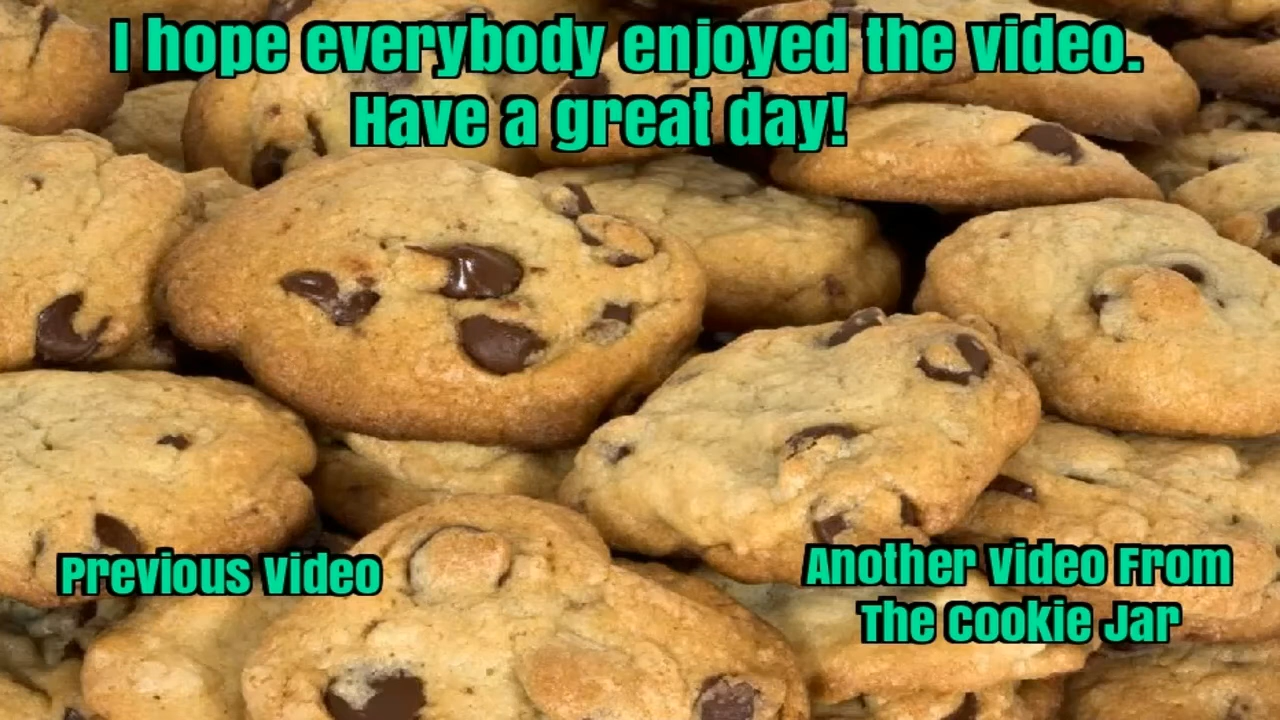 I hope everybody enjoyed the video.
Have a great day!
Previous Video
Another Video From
The Cookie Jar